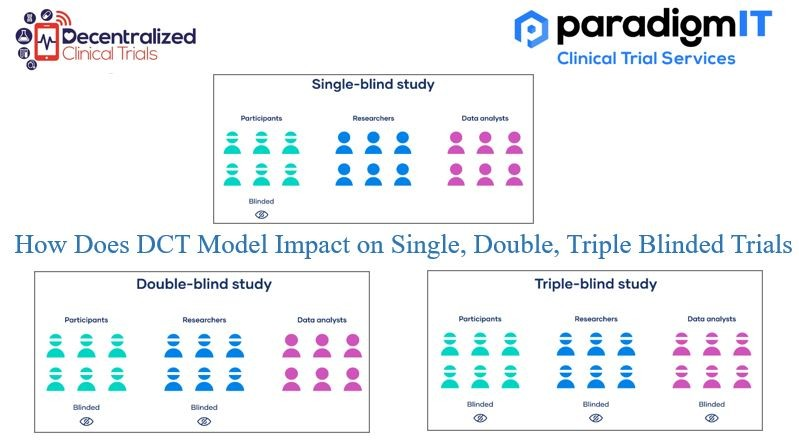 Decentralized
Clinical Trials
paradigmIT
Clinical Trial Services
Single-blind study
Participants Researchers Data analysts
Blinded
How Does DCT Model Impact on Single, Double, Triple Blinded Trials
Double-blind study
Participants Researchers Data analysts
Blinded Blinded
Triple-blind study
Participants Researchers Data analysts
Blinded Blinded Blinded